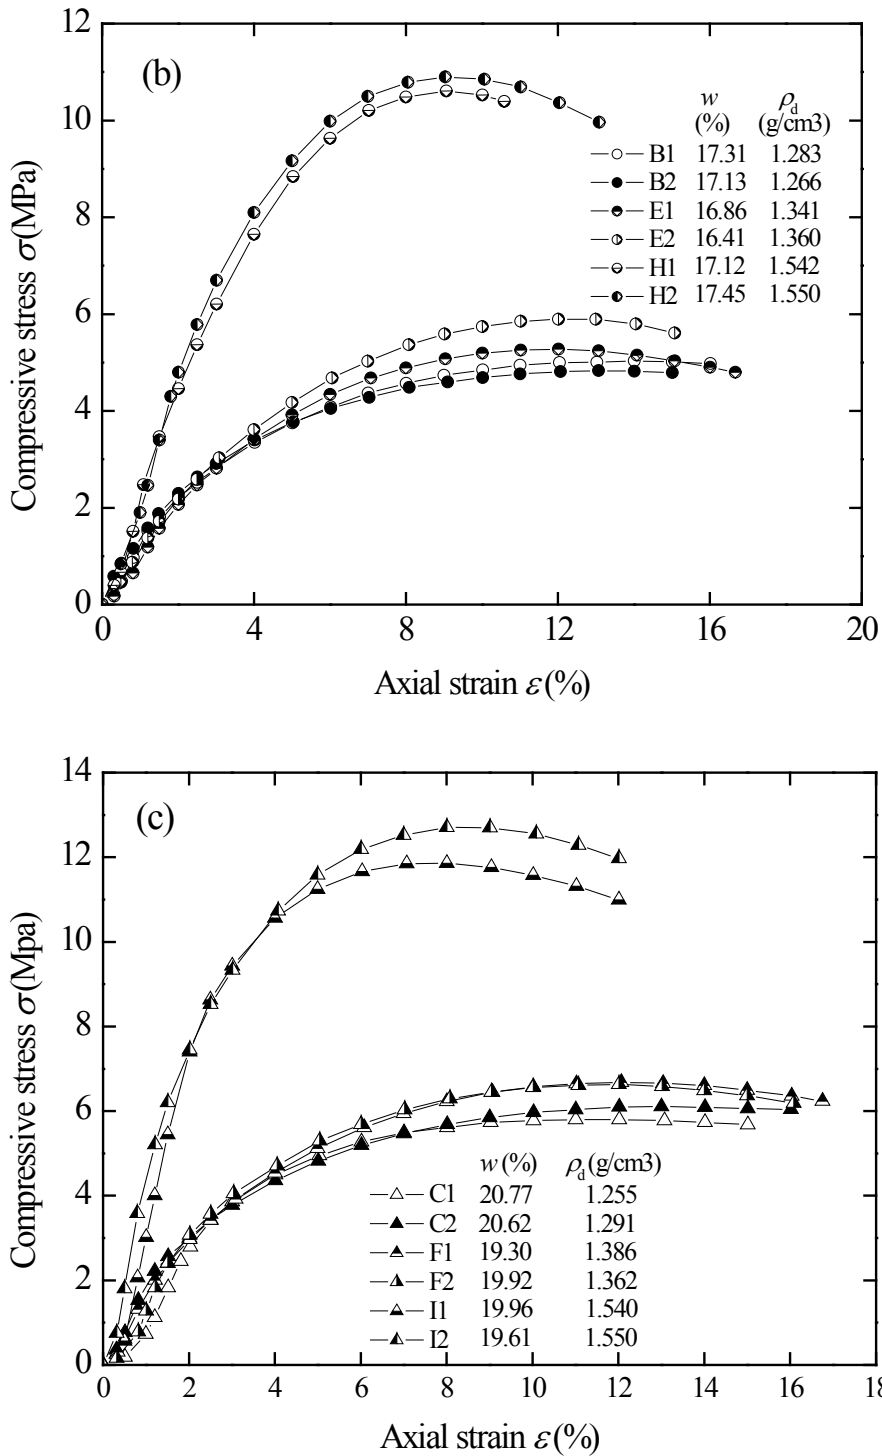 12
10
8
6
4
2
0
Compressive stress σ (MPa)
(b)
w ρd
(%) (g/cm3)
B1 17.31 1.283
B2 17.13 1.266
E1 16.86 1.341
E2 16.41 1.360
H1 17.12 1.542
H2 17.45 1.550
0 4 8 12 16 20
Axial strain ε (%)
14
12
10
8
6
4
2
0
Compressive stress σ (Mpa)
(c)
w (%) ρd (g/cm3)
C1 20.77 1.255
C2 20.62 1.291
F1 19.30 1.386
F2 19.92 1.362
I1 19.96 1.540
I2 19.61 1.550
0 2 4 6 8 10 12 14 16 18
Axial strain ε (%)